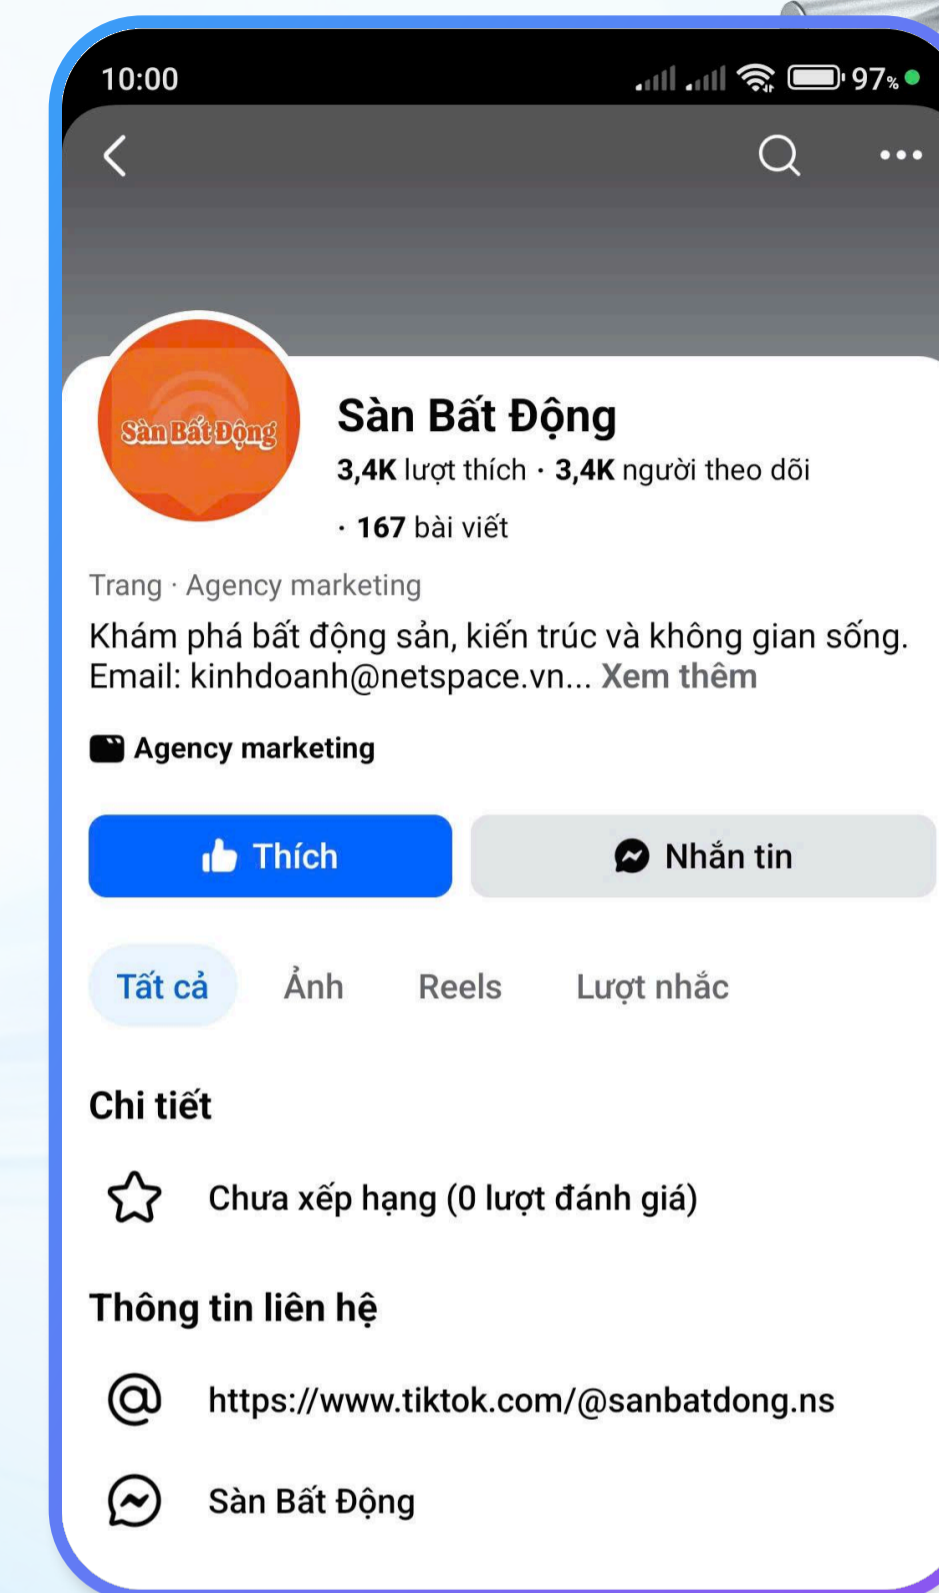 10:00
97%
Sàn Bất Động
Sàn Bất Động
3,4K lượt thích · 3,4K người theo dõi
· 167 bài viết
Trang · Agency marketing
Khám phá bất động sản, kiến trúc và không gian sống.
Email: kinhdoanh@netspace.vn... Xem thêm
Agency marketing
Thích
Nhắn tin
Tất cả
Ảnh
Reels
Lượt nhắc
Chi tiết
Chưa xếp hạng (0 lượt đánh giá)
Thông tin liên hệ
https://www.tiktok.com/@sanbatdong.ns
Sàn Bất Động